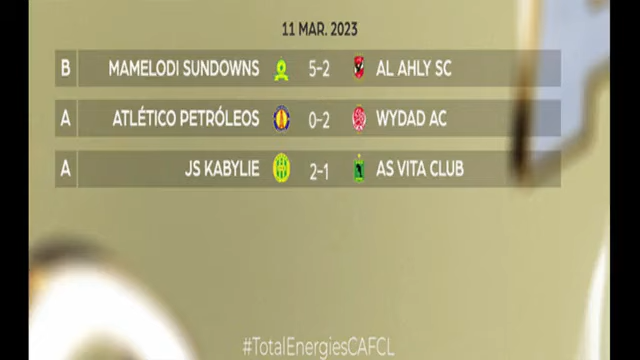 11 MAR. 2023
B MAMELODI SUNDOWNS 5-2 AL AHLY SC
A ATLÉTICO PETRÓLEOS 0-2 WYDAD AC
A JS KABYLIE 2-1 AS VITA CLUB
#TotalEnergiesCAFCL